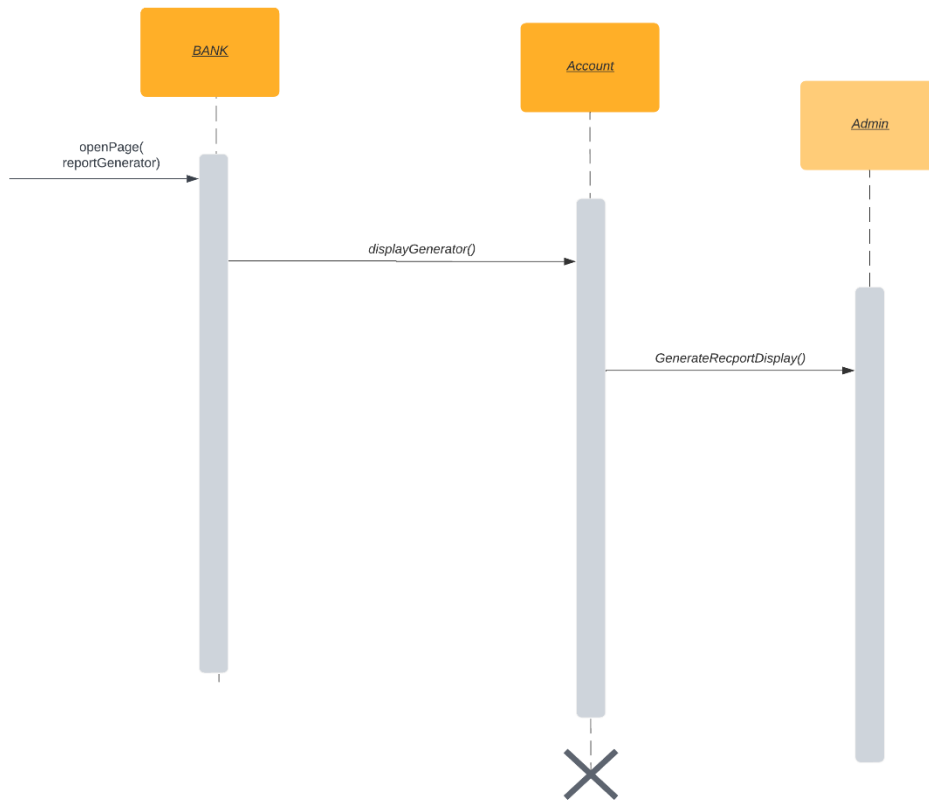 BANK
Account
Admin
openPage(
reportGenerator)
displayGenerator()
GenerateRecportDisplay()